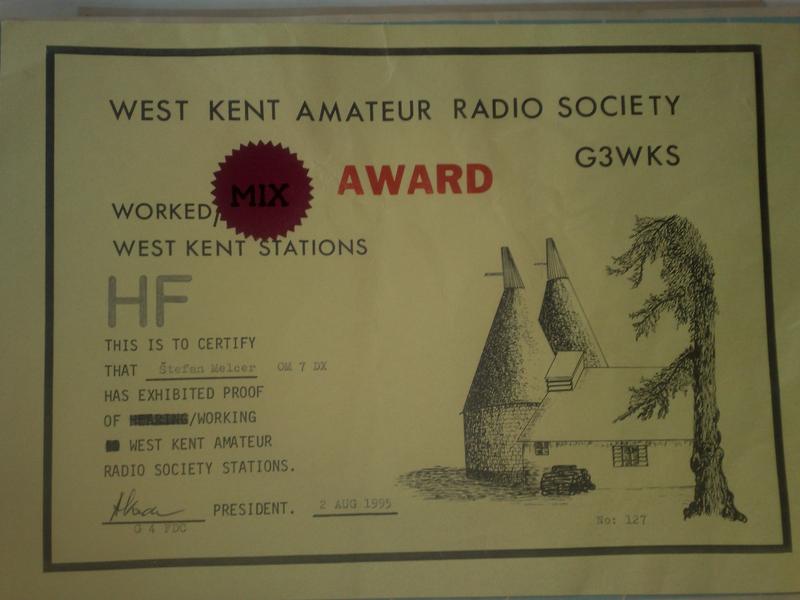 WEST KENT AMATEUR RADIO SOCIETY
G3WKS
AWARD
MIX
WORKED/
WEST KENT STATIONS
HF
THIS IS TO CERTIFY
THAT Štefan Melcer OM 7 DX
HAS EXHIBITED PROOF
OF HEARING/WORKING
WEST KENT AMATEUR
RADIO SOCIETY STATIONS.
PRESIDENT. 2 AUG 1995
G 4 FDC
No: 127